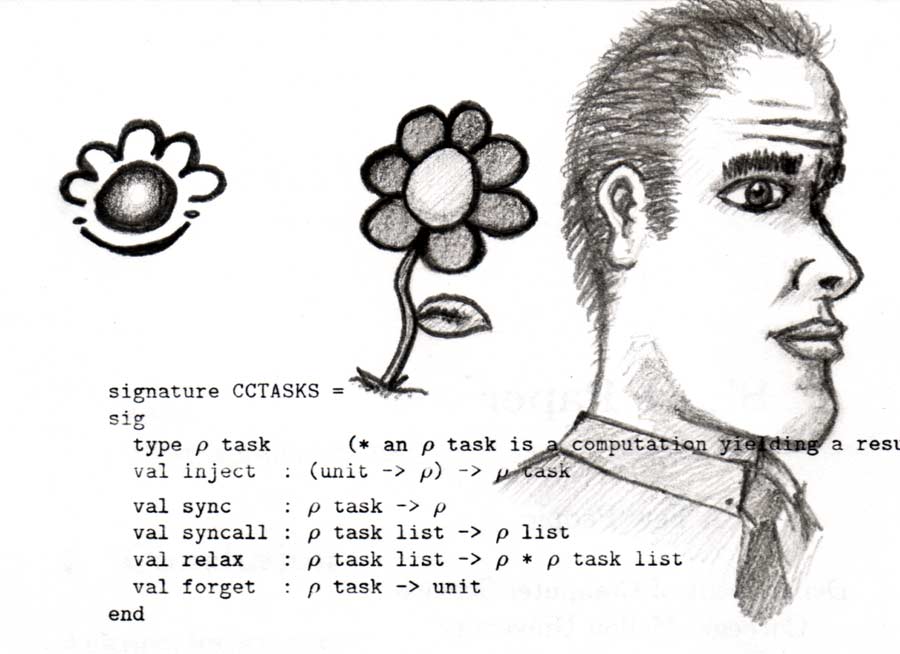 signature CCTASKS =
sig
type ρ task (* an ρ task is a computation yielding a resu
val inject : (unit -> ρ) -> ρ task
val sync : ρ task -> ρ
val syncall : ρ task list -> ρ list
val relax : ρ task list -> ρ * ρ task list
val forget : ρ task -> unit
end